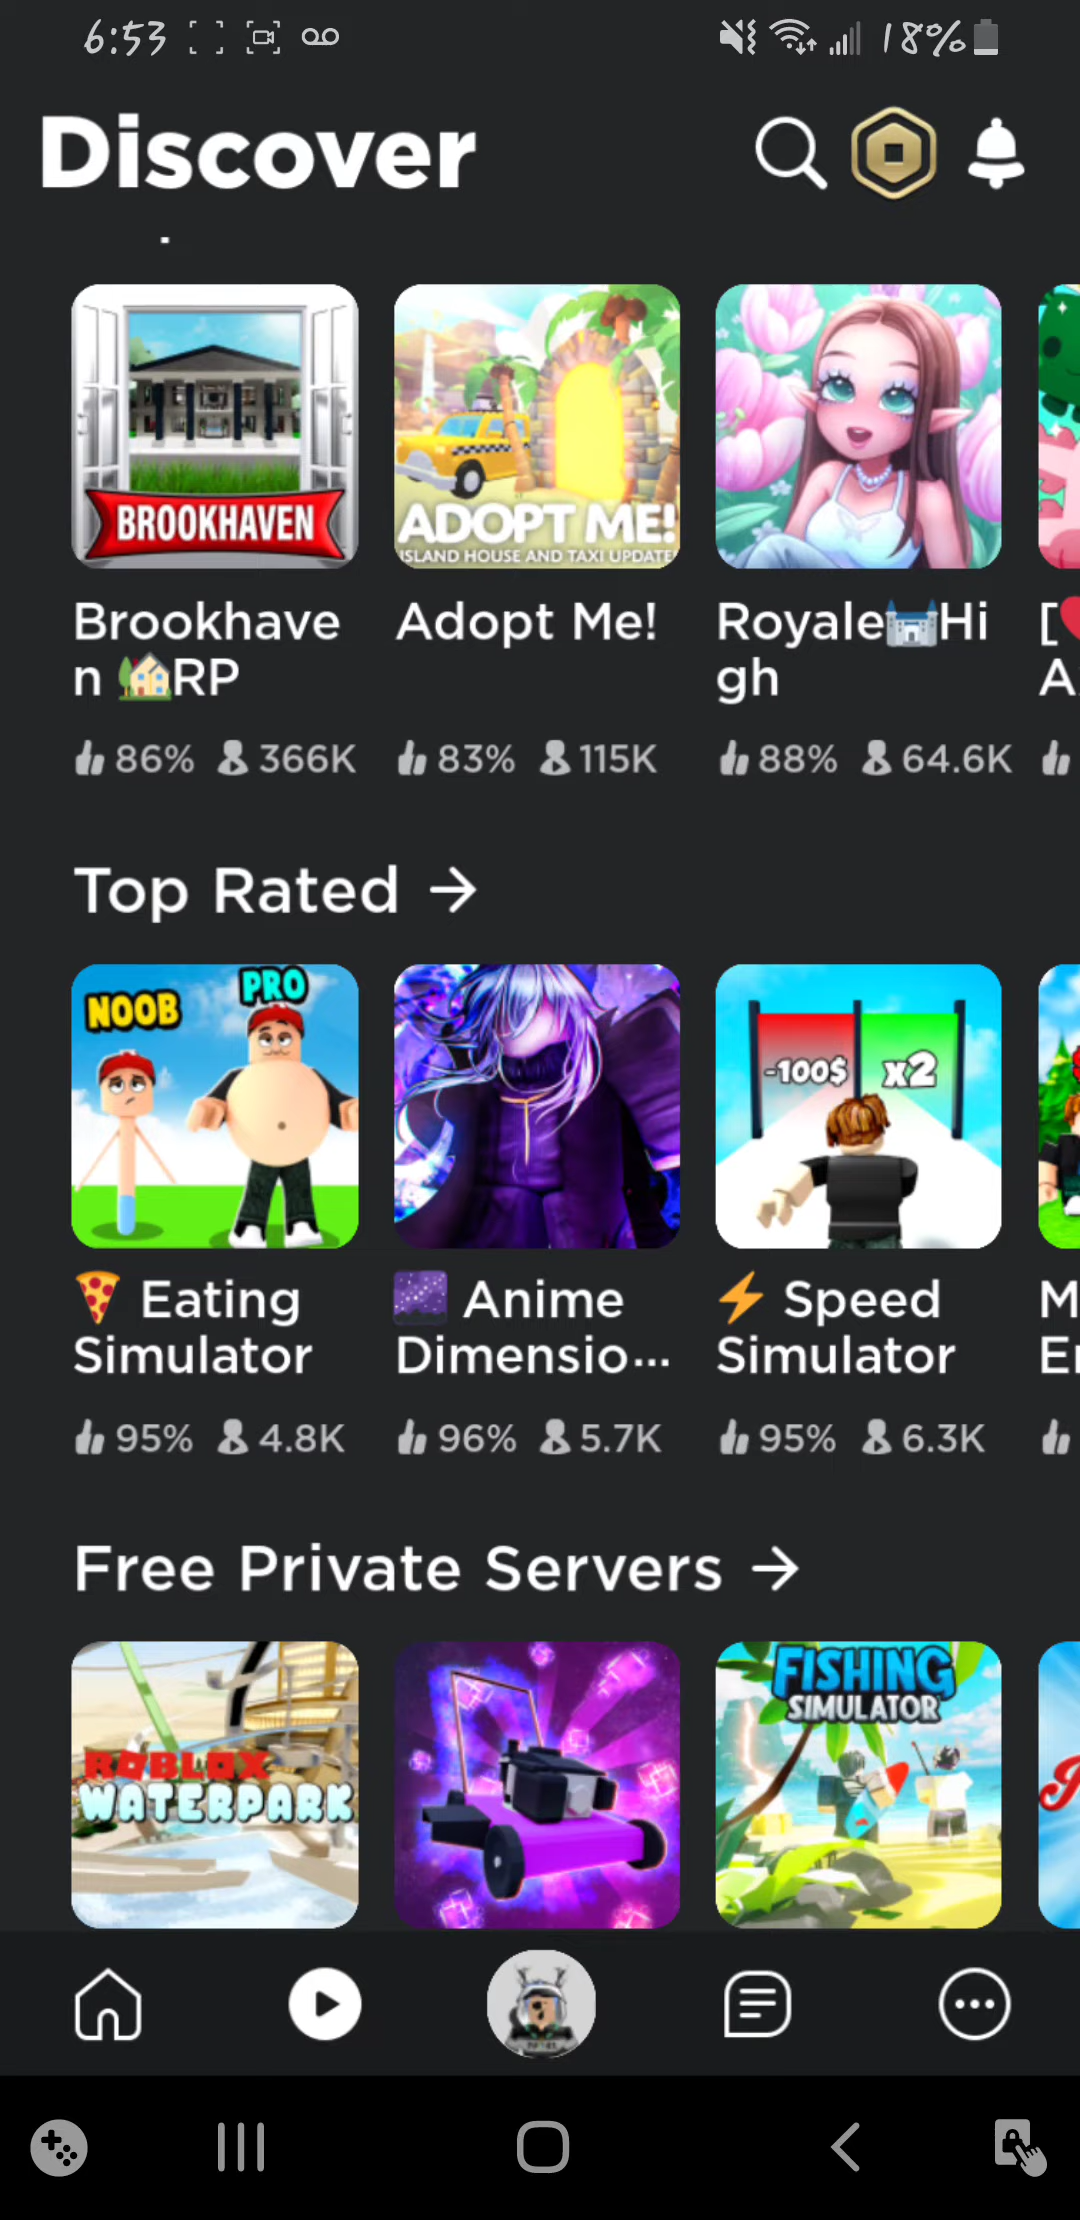 6:53 18%
Discover
BROOKHAVEN
ADOPT ME!
ISLAND HOUSE AND TAXI UPDATE
Brookhave
n 🏡RP
Adopt Me!
Royale🏰Hi
gh
[❤
A
86% 366K
83% 115K
88% 64.6K
Top Rated →
NOOB
PRO
-100$ x2
🍕 Eating
Simulator
🌌 Anime
Dimensio...
⚡ Speed
Simulator
M
E
95% 4.8K
96% 5.7K
95% 6.3K
Free Private Servers →
ROBLOX
WATERPARK
FISHING
SIMULATOR